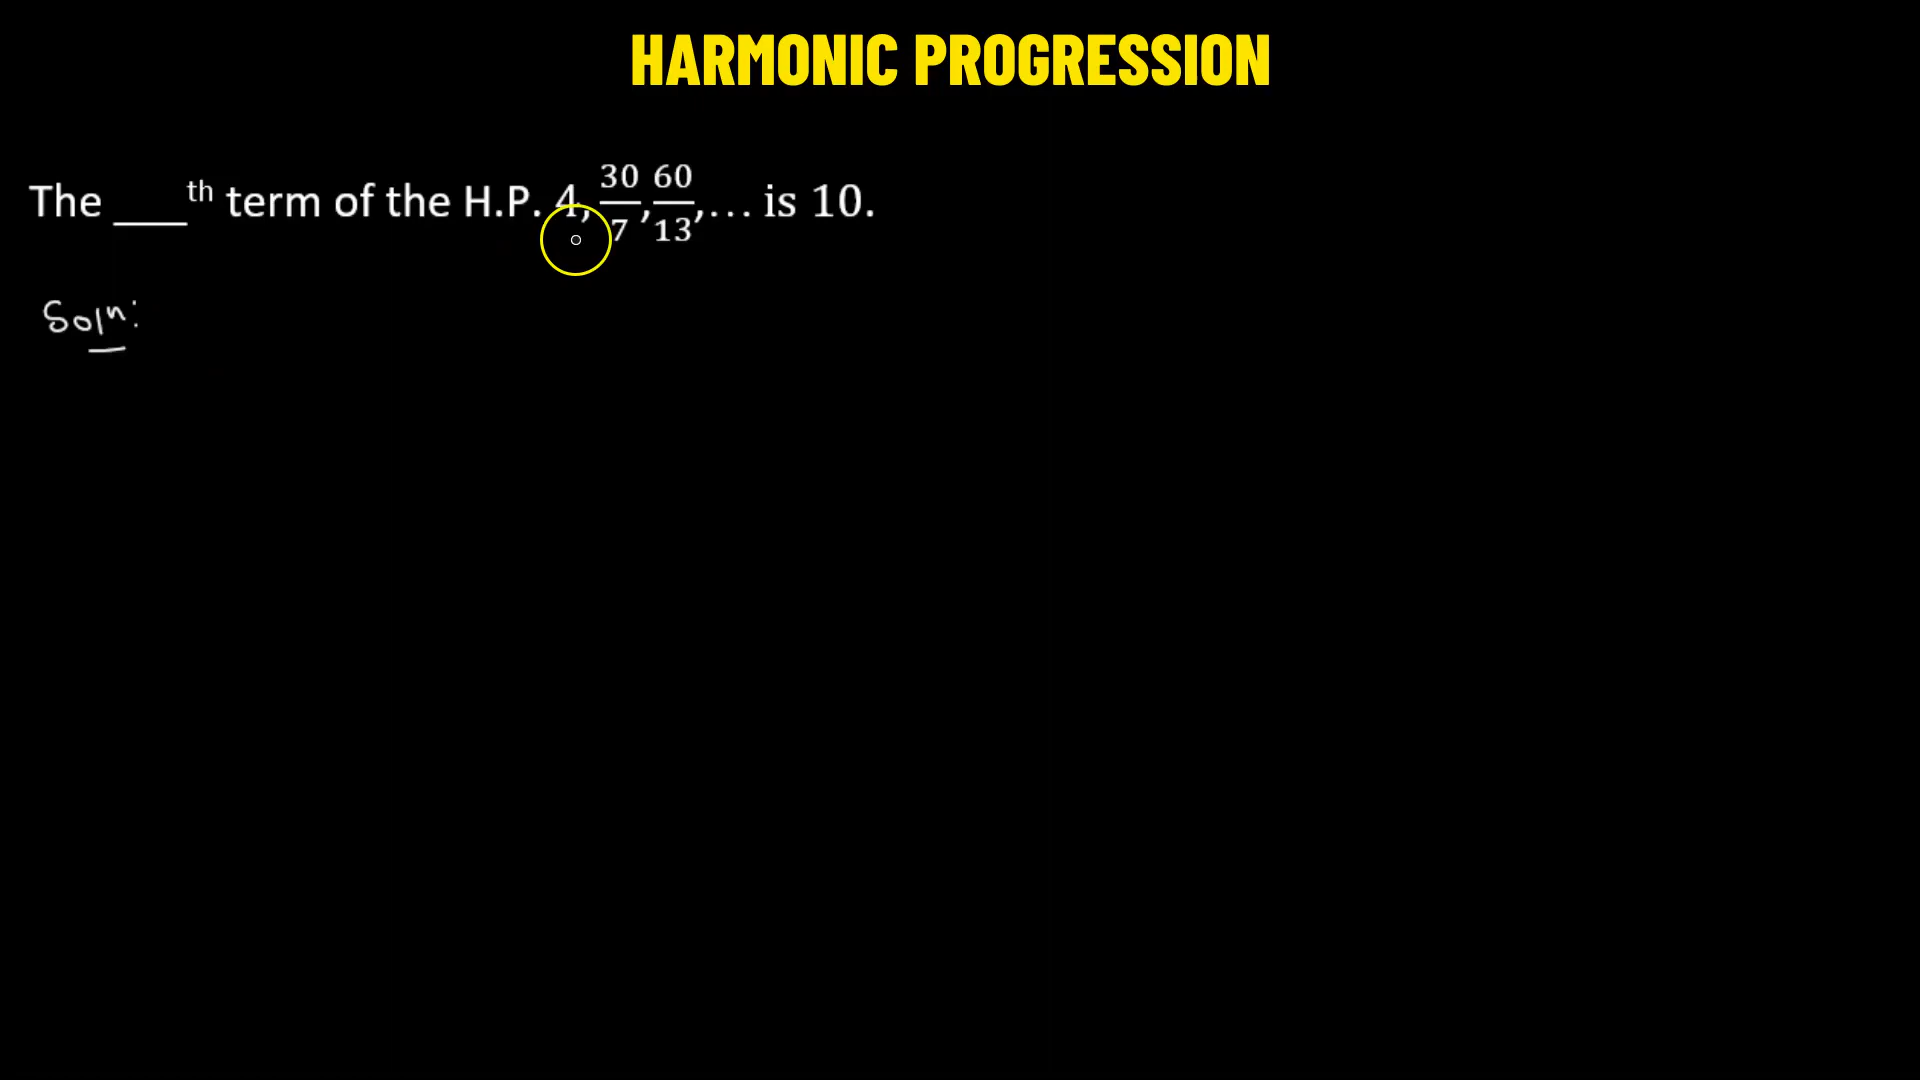 HARMONIC PROGRESSION
The ___th term of the H.P. 4, 30/7, 60/13, ... is 10.
Soln: